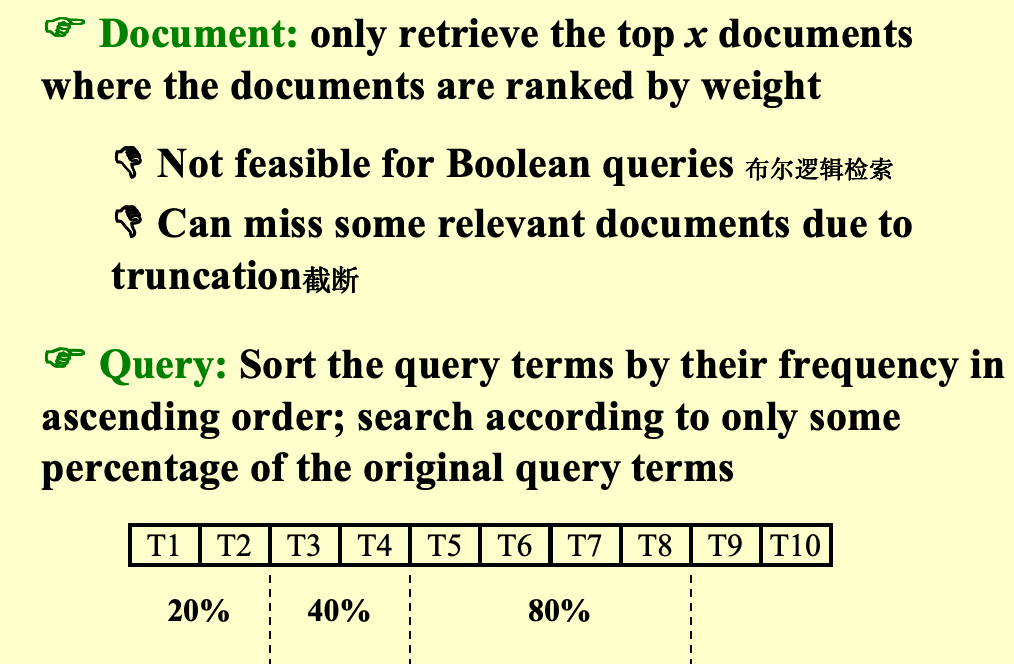 ☞ Document: only retrieve the top x documents
where the documents are ranked by weight
👎 Not feasible for Boolean queries 布尔逻辑检索
👎 Can miss some relevant documents due to
truncation截断
☞ Query: Sort the query terms by their frequency in
ascending order; search according to only some
percentage of the original query terms
T1 T2 T3 T4 T5 T6 T7 T8 T9 T10
20% 40% 80%